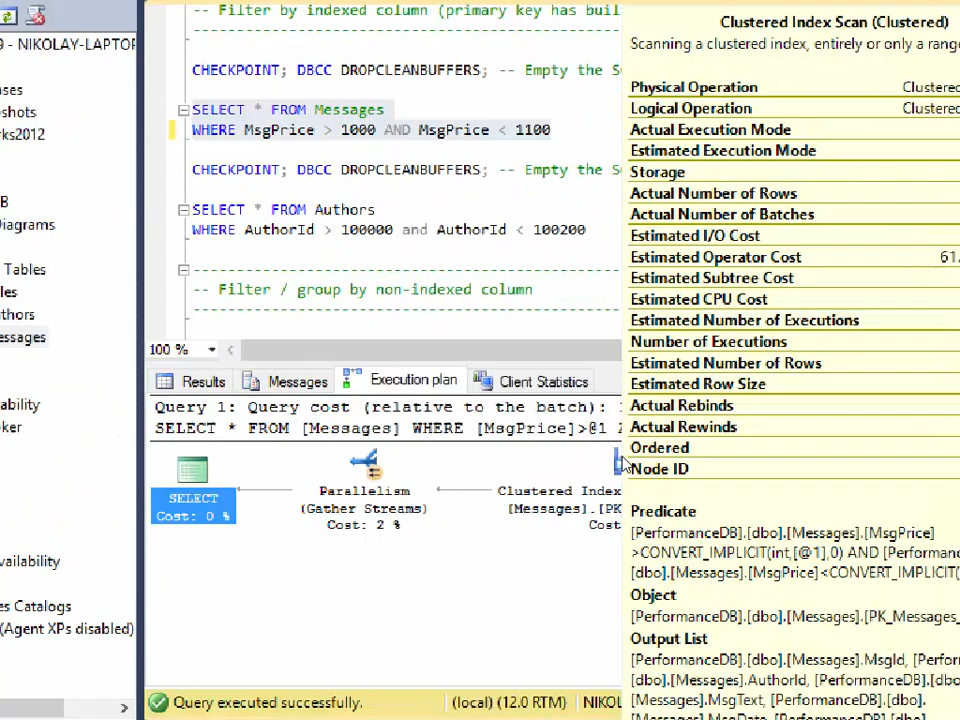 9 - NIKOLAY-LAPTOP
ases
pshots
rks2012
B
Diagrams
Tables
les
thors
essages
ability
ker
vailability
es Catalogs
(Agent XPs disabled)
-- Filter by indexed column (primary key has buil
CHECKPOINT; DBCC DROPCLEANBUFFERS; -- Empty the S
SELECT * FROM Messages
WHERE MsgPrice > 1000 AND MsgPrice < 1100
CHECKPOINT; DBCC DROPCLEANBUFFERS; -- Empty the S
SELECT * FROM Authors
WHERE AuthorId > 100000 and AuthorId < 100200
-- Filter / group by non-indexed column
100 %
Results
Messages
Execution plan
Client Statistics
Query 1: Query cost (relative to the batch):
SELECT * FROM [Messages] WHERE [MsgPrice]>@1
SELECT
Cost: 0 %
Parallelism
(Gather Streams)
Cost: 2 %
Clustered Index
[Messages].[PK
Cost
Query executed successfully.
(local) (12.0 RTM)
NIKOL
Clustered Index Scan (Clustered)
Scanning a clustered index, entirely or only a range
Physical Operation Clustered
Logical Operation Clustered
Actual Execution Mode
Estimated Execution Mode
Storage
Actual Number of Rows
Actual Number of Batches
Estimated I/O Cost
Estimated Operator Cost 61.
Estimated Subtree Cost
Estimated CPU Cost
Estimated Number of Executions
Number of Executions
Estimated Number of Rows
Estimated Row Size
Actual Rebinds
Actual Rewinds
Ordered
Node ID
Predicate
[PerformanceDB].[dbo].[Messages].[MsgPrice]
>CONVERT_IMPLICIT(int,[@1],0) AND [Performanc
[dbo].[Messages].[MsgPrice]<CONVERT_IMPLICIT(
Object
[PerformanceDB].[dbo].[Messages].[PK_Messages_
Output List
[PerformanceDB].[dbo].[Messages].MsgId, [Perfor
[dbo].[Messages].AuthorId, [PerformanceDB].[dbo
[Messages].MsgText, [PerformanceDB].[dbo].